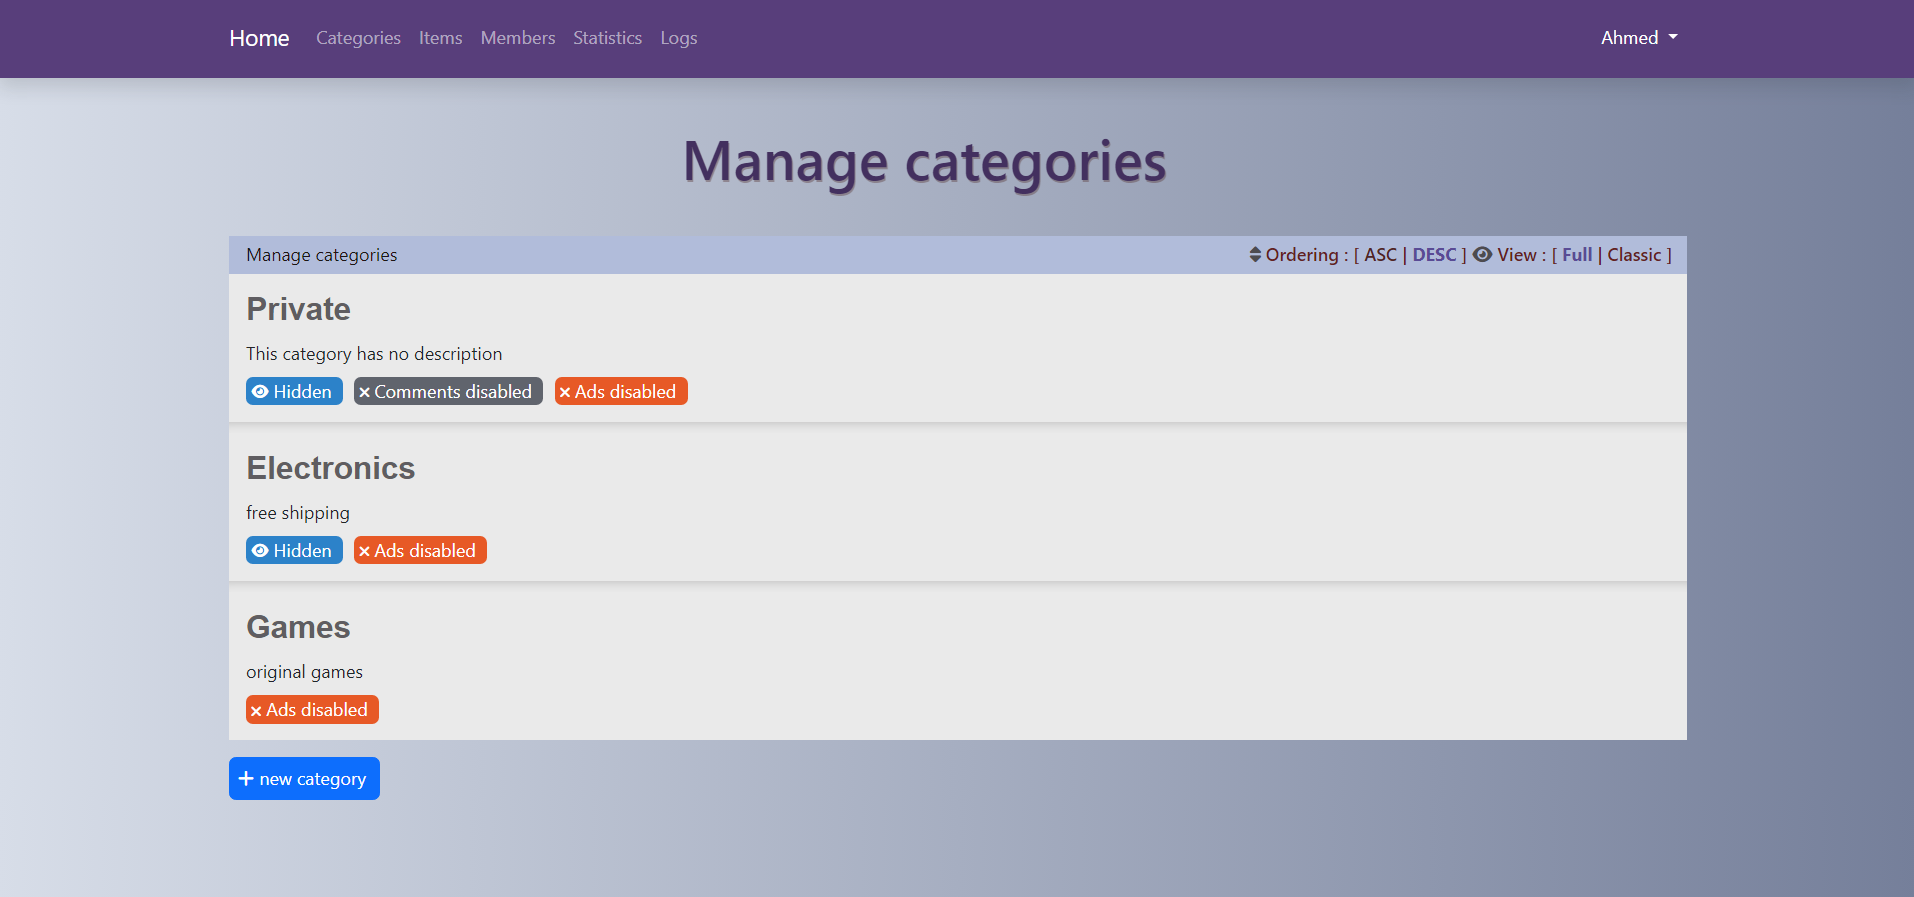 Home Categories Items Members Statistics Logs Ahmed
Manage categories
Manage categories Ordering : [ ASC | DESC ] View : [ Full | Classic ]
Private
This category has no description
Hidden Comments disabled Ads disabled
Electronics
free shipping
Hidden Ads disabled
Games
original games
Ads disabled
+ new category